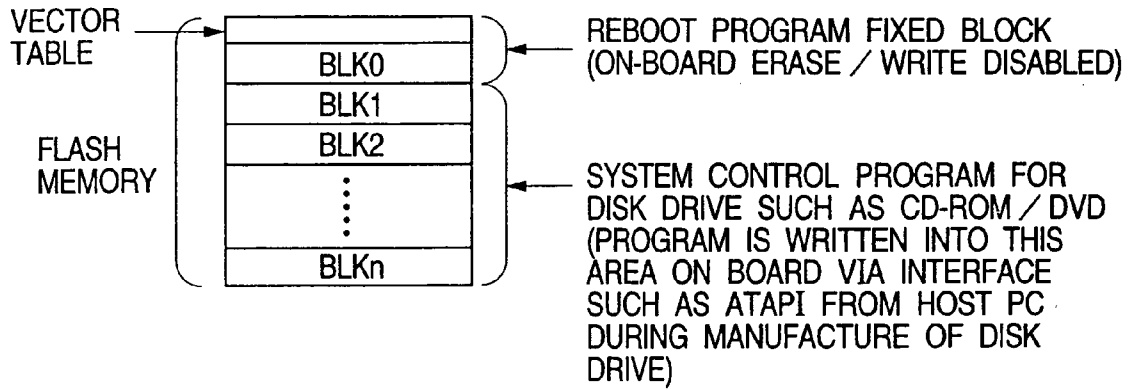 VECTOR
TABLE
FLASH
MEMORY
BLK0
BLK1
BLK2
BLKn
REBOOT PROGRAM FIXED BLOCK
(ON-BOARD ERASE / WRITE DISABLED)
SYSTEM CONTROL PROGRAM FOR
DISK DRIVE SUCH AS CD-ROM / DVD
(PROGRAM IS WRITTEN INTO THIS
AREA ON BOARD VIA INTERFACE
SUCH AS ATAPI FROM HOST PC
DURING MANUFACTURE OF DISK
DRIVE)